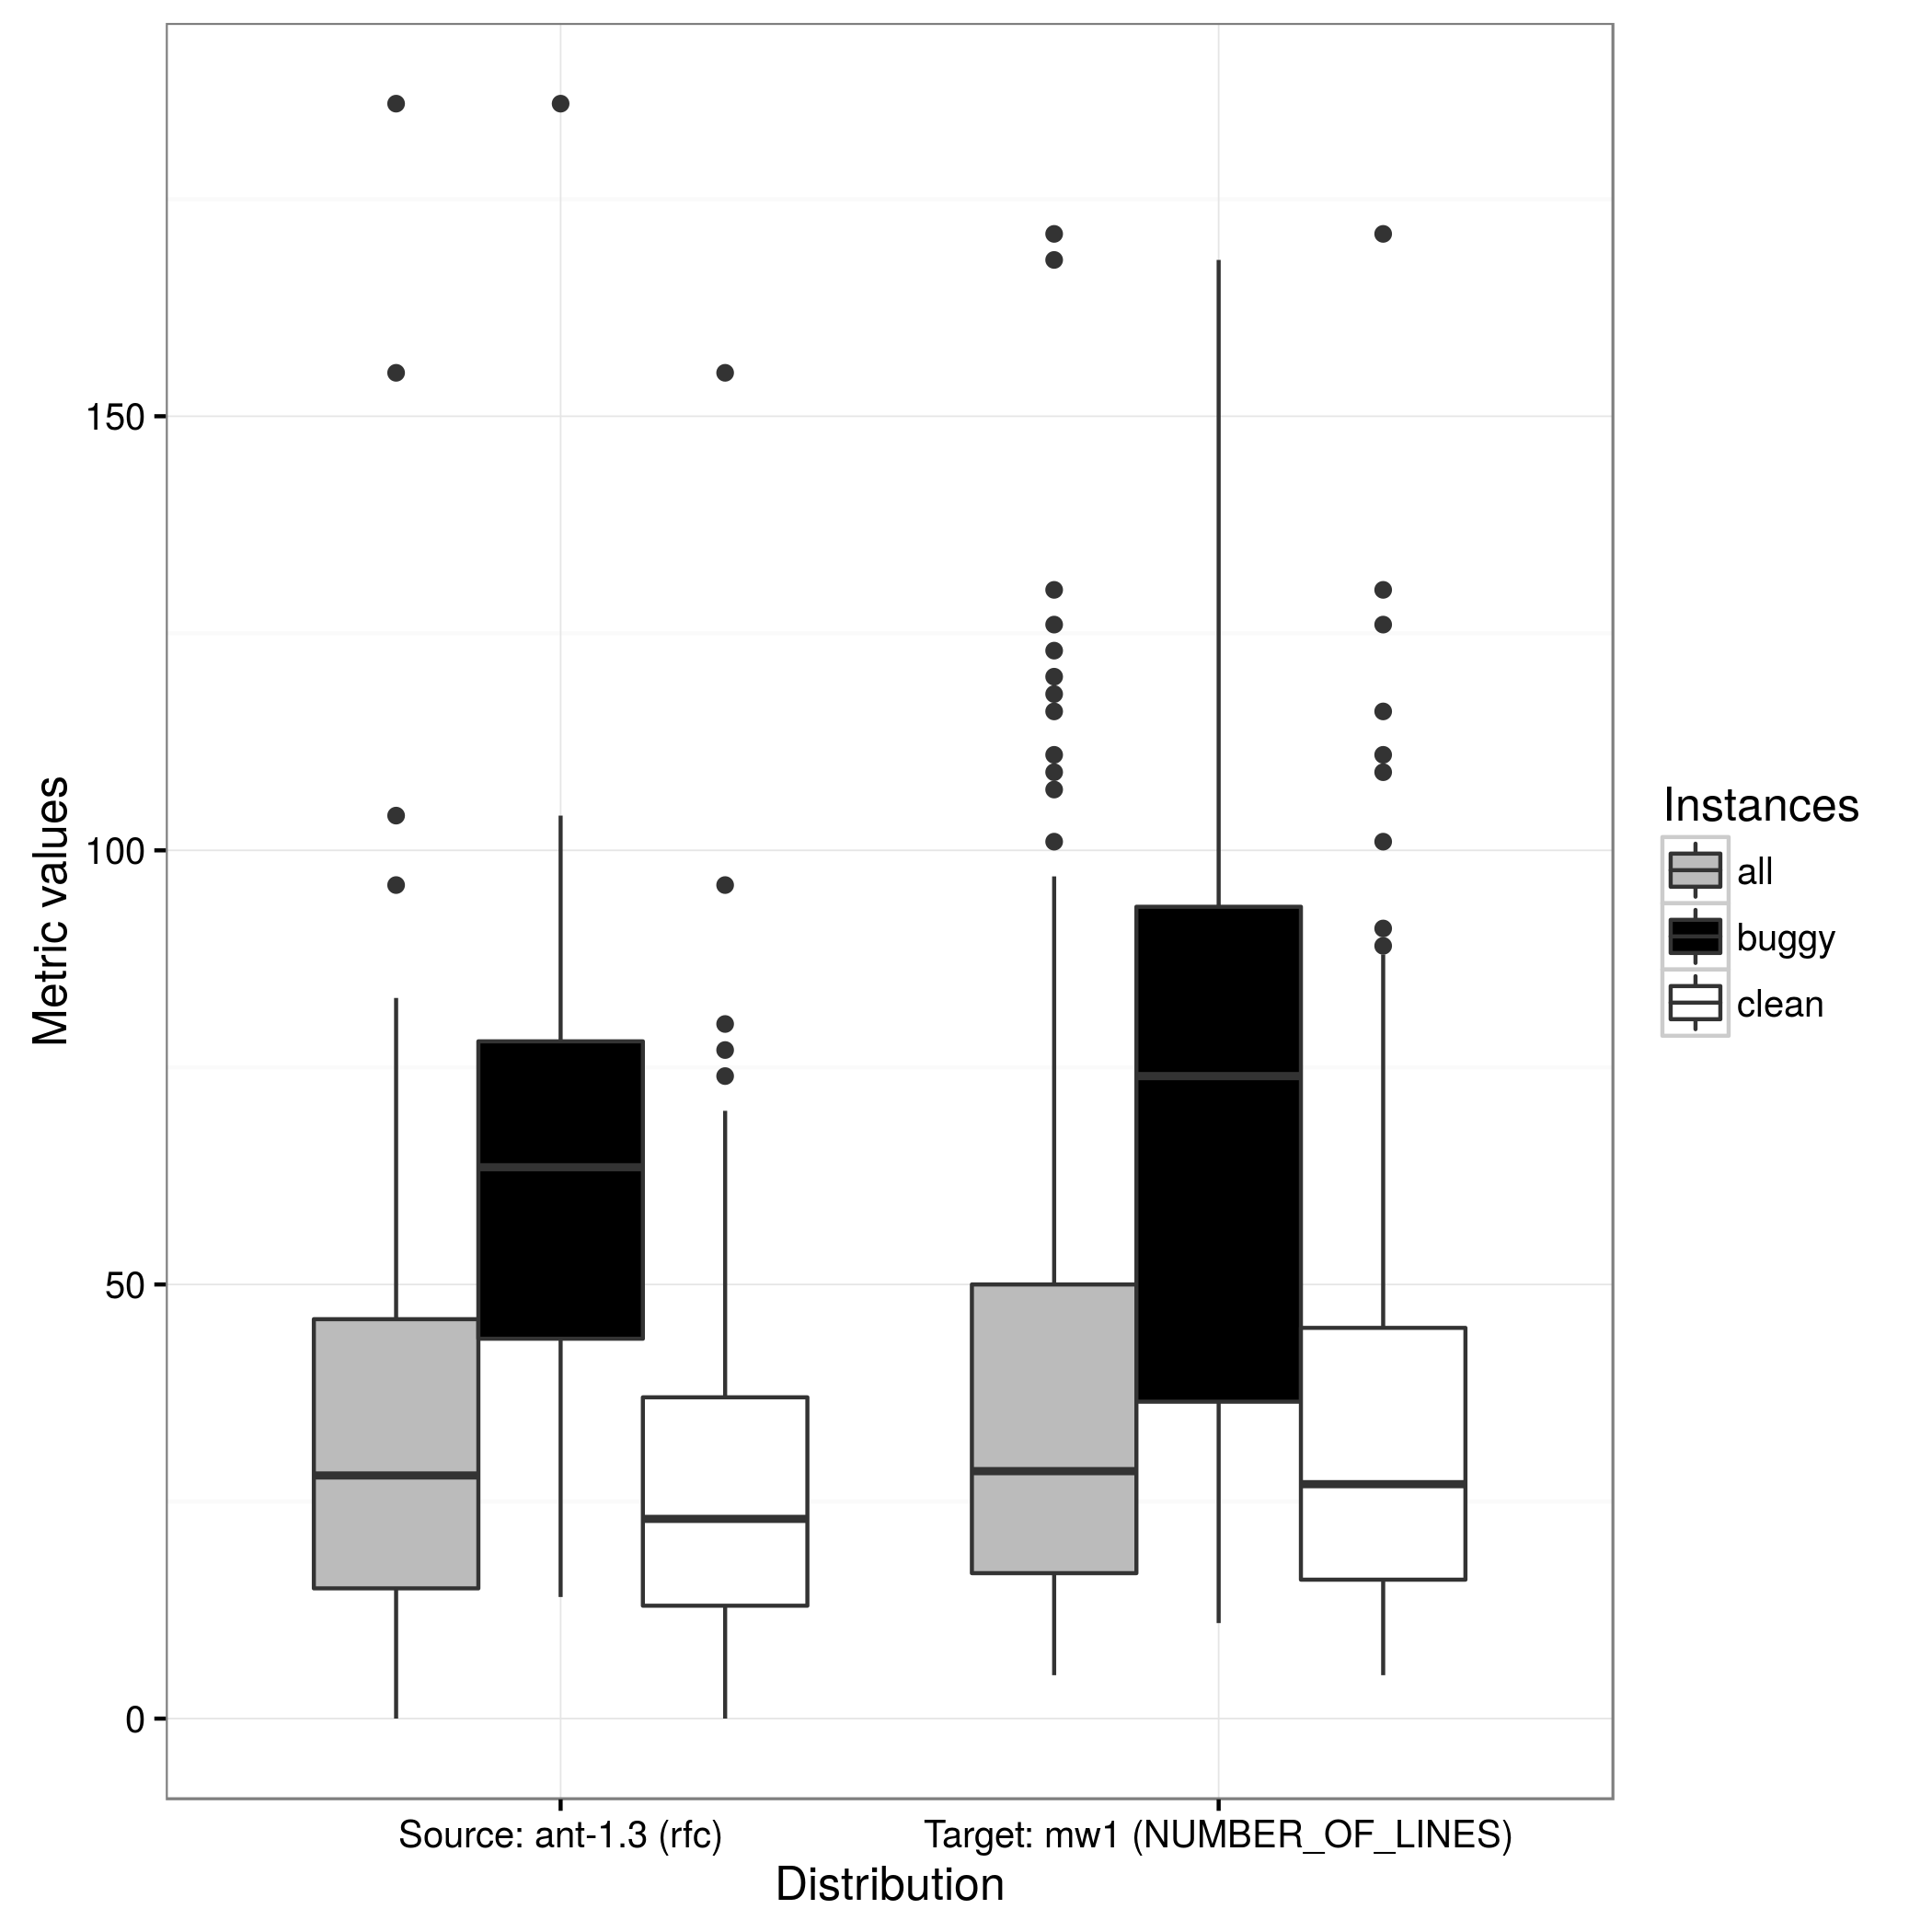 Metric values
150
100
50
0
Source: ant-1.3 (rfc)
Target: mw1 (NUMBER_OF_LINES)
Distribution
Instances
all
buggy
clean